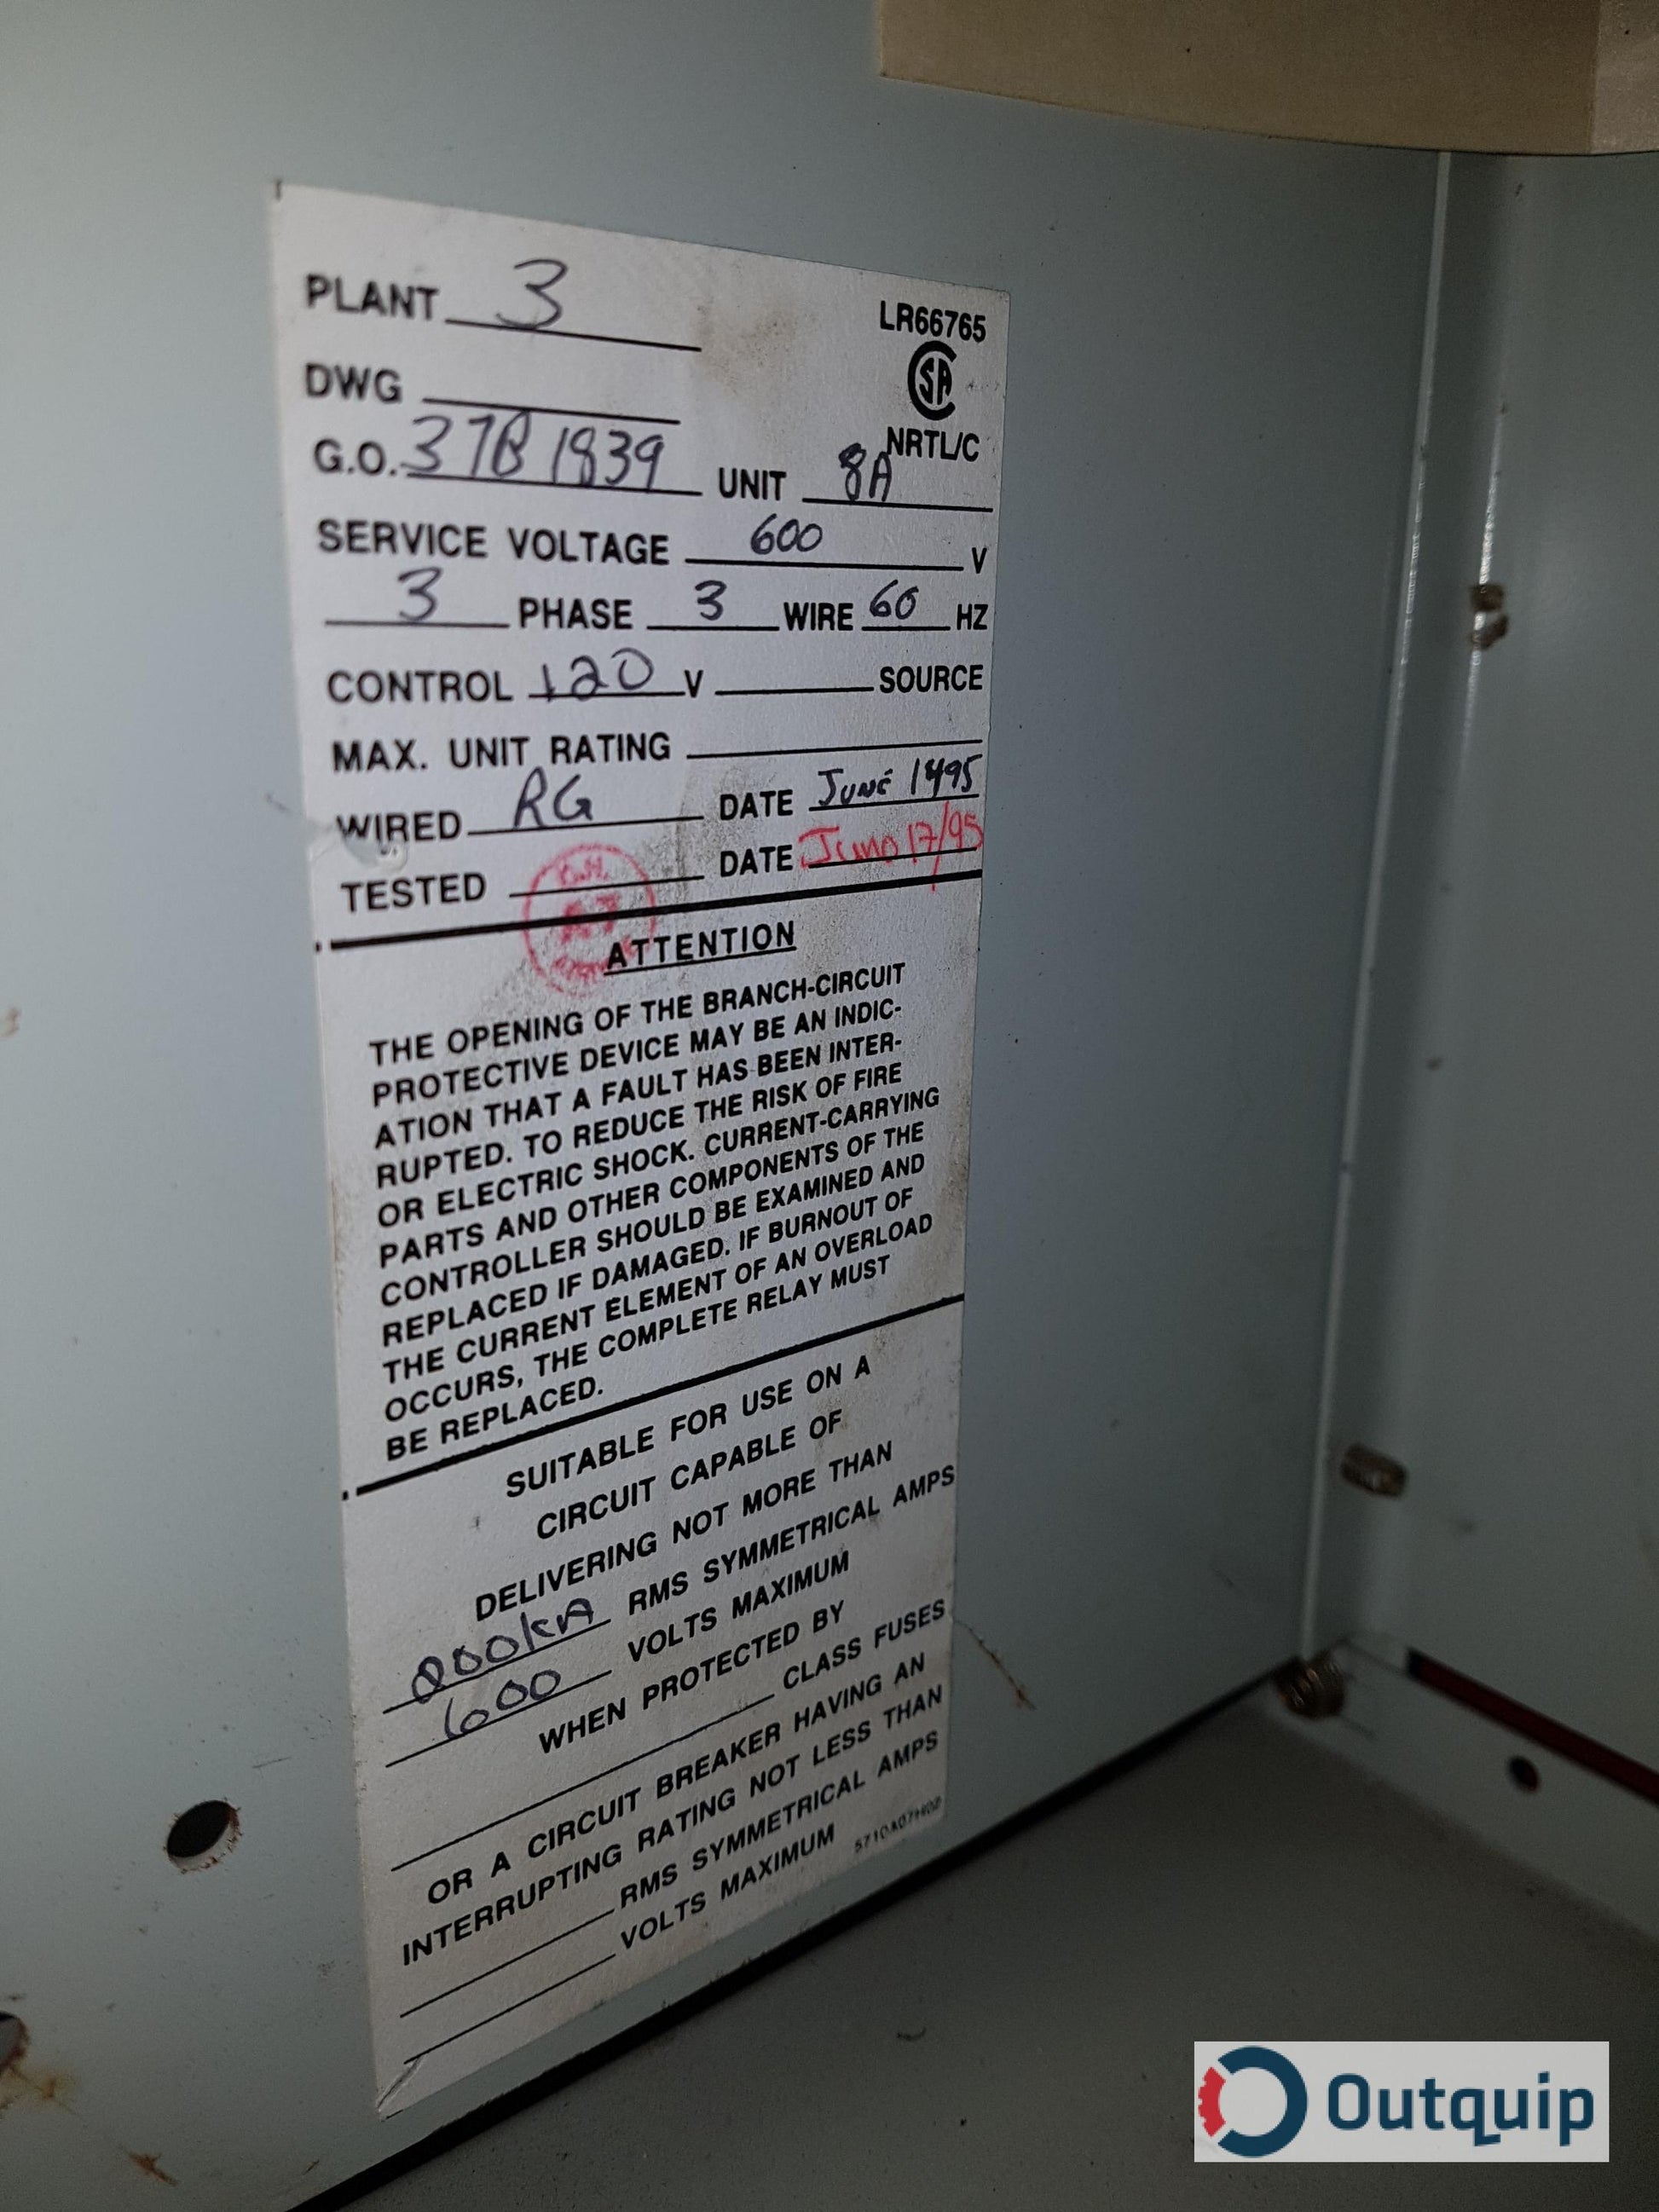 PLANT 3
LR66765
DWG
NRTL/C
G.O. 37B1839 UNIT 8A
SERVICE VOLTAGE 600 V
3 PHASE 3 WIRE 60 HZ
CONTROL 120 V SOURCE
MAX. UNIT RATING
WIRED RG DATE JUNE 1495
TESTED DATE 17/95
ATTENTION
THE OPENING OF THE BRANCH-CIRCUIT
PROTECTIVE DEVICE MAY BE AN INDIC-
ATION THAT A FAULT HAS BEEN INTER-
RUPTED. TO REDUCE THE RISK OF FIRE
OR ELECTRIC SHOCK. CURRENT-CARRYING
PARTS AND OTHER COMPONENTS OF THE
CONTROLLER SHOULD BE EXAMINED AND
REPLACED IF DAMAGED. IF BURNOUT OF
THE CURRENT ELEMENT OF AN OVERLOAD
OCCURS, THE COMPLETE RELAY MUST
BE REPLACED.
SUITABLE FOR USE ON A
CIRCUIT CAPABLE OF
DELIVERING NOT MORE THAN
200KA RMS SYMMETRICAL AMPS
600 VOLTS MAXIMUM
WHEN PROTECTED BY
CLASS FUSES
OR A CIRCUIT BREAKER HAVING AN
INTERRUPTING RATING NOT LESS THAN
RMS SYMMETRICAL AMPS
VOLTS MAXIMUM 5710A07H02
Outquip